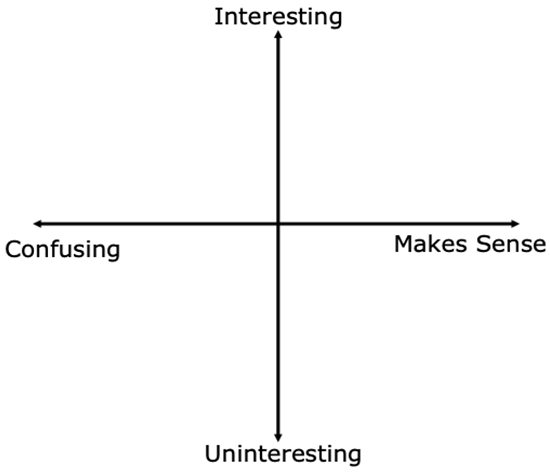 Interesting
Confusing
Makes Sense
Uninteresting